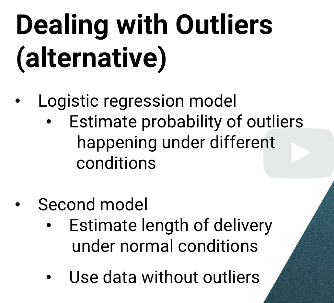 Dealing with Outliers
(alternative)
• Logistic regression model
• Estimate probability of outliers
happening under different
conditions
• Second model
• Estimate length of delivery
under normal conditions
• Use data without outliers